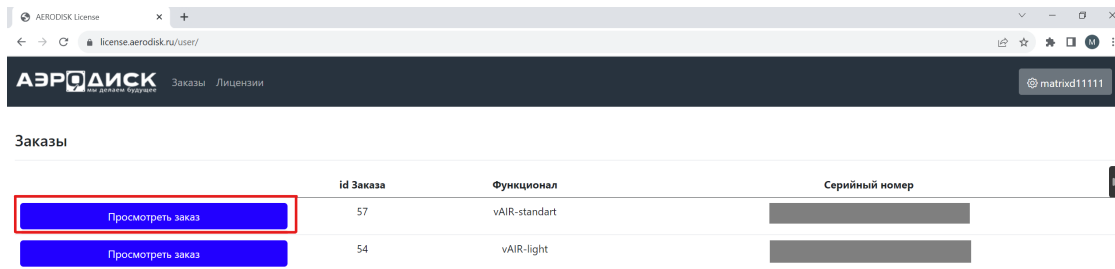 AERODISK License
license.aerodisk.ru/user/
M
АЭРОДИСК
мы делаем будущее
Заказы Лицензии
matrixd11111
Заказы
id Заказа Функционал Серийный номер
Просмотреть заказ 57 vAIR-standart
Просмотреть заказ 54 vAIR-light